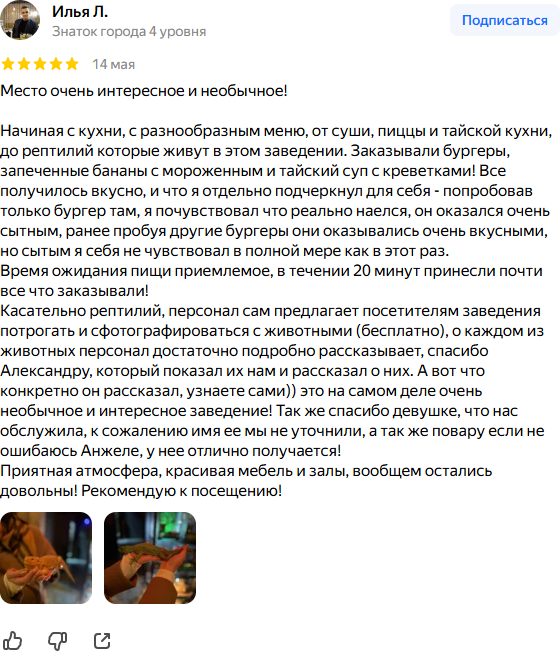 Илья Л.
Подписаться
Знаток города 4 уровня
14 мая
Место очень интересное и необычное!
Начиная с кухни, с разнообразным меню, от суши, пиццы и тайской кухни,
до рептилий которые живут в этом заведении. Заказывали бургеры,
запеченные бананы с мороженным и тайский суп с креветками! Все
получилось вкусно, и что я отдельно подчеркнул для себя - попробовав
только бургер там, я почувствовал что реально наелся, он оказался очень
сытным, ранее пробуя другие бургеры они оказывались очень вкусными,
но сытым я себя не чувствовал в полной мере как в этот раз.
Время ожидания пищи приемлемое, в течении 20 минут принесли почти
все что заказывали!
Касательно рептилий, персонал сам предлагает посетителям заведения
потрогать и сфотографироваться с животными (бесплатно), о каждом из
животных персонал достаточно подробно рассказывает, спасибо
Александру, который показал их нам и рассказал о них. А вот что
конкретно он рассказал, узнаете сами)) это на самом деле очень
необычное и интересное заведение! Так же спасибо девушке, что нас
обслужила, к сожалению имя ее мы не уточнили, а так же повару если не
ошибаюсь Анжеле, у нее отлично получается!
Приятная атмосфера, красивая мебель и залы, вообщем остались
довольны! Рекомендую к посещению!